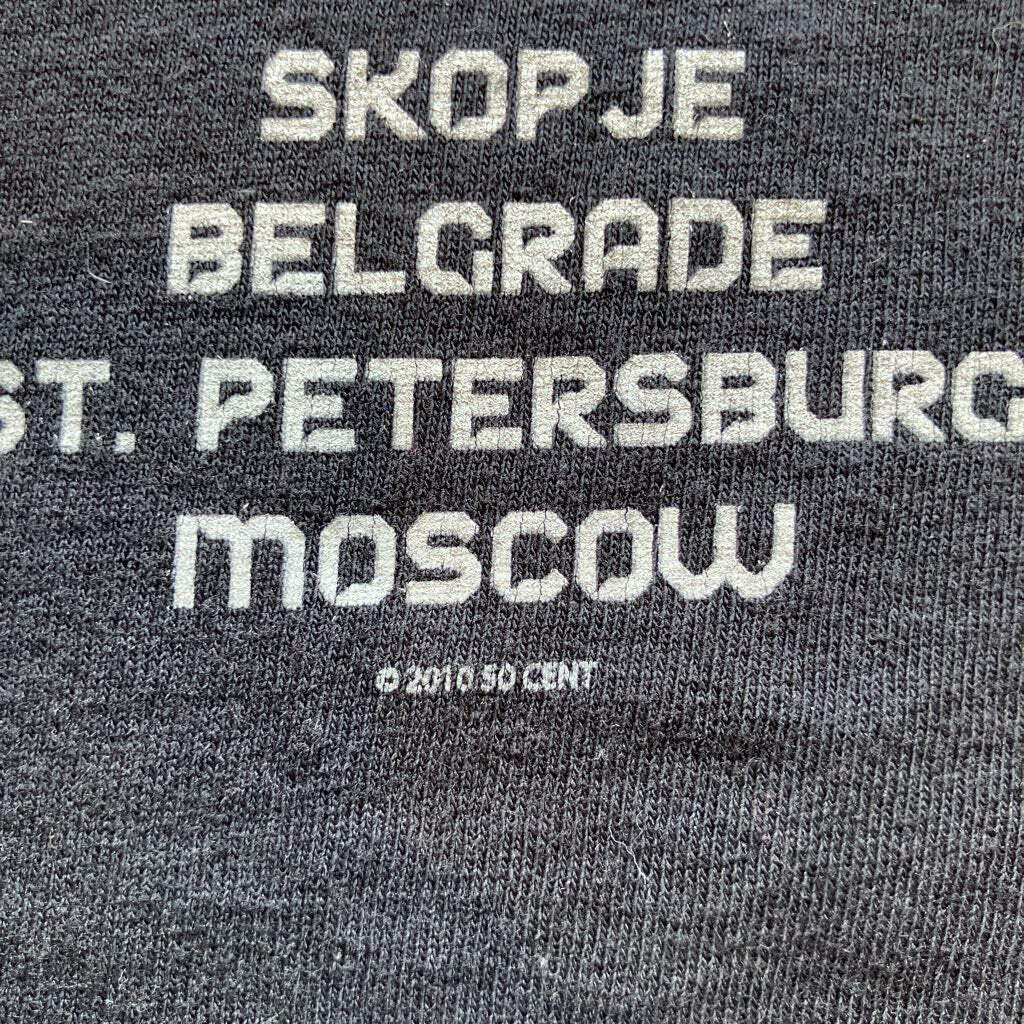 SKOPJE
BELGRADE
ST. PETERSBURG
MOSCOW
© 2010 50 CENT